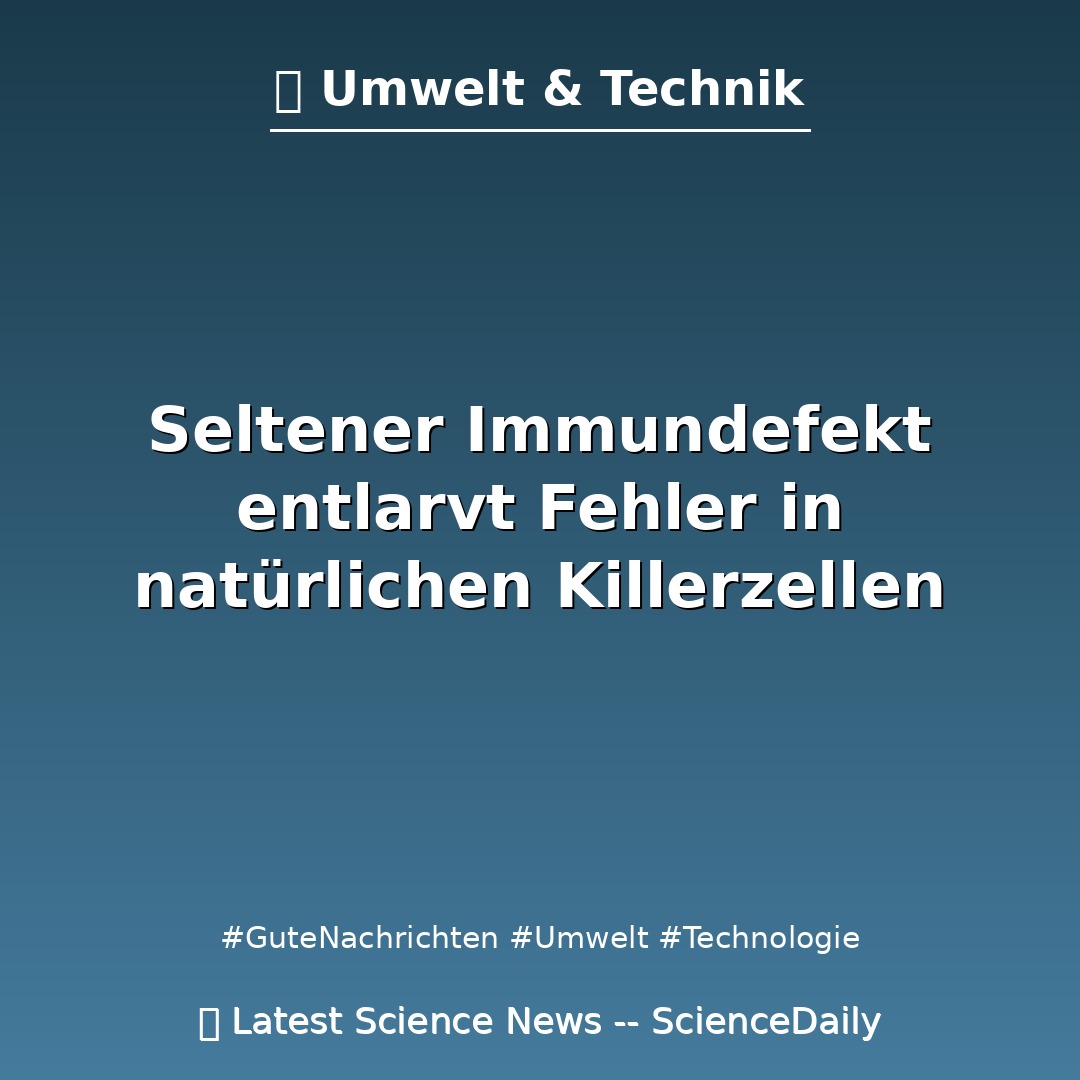 Umwelt & Technik
Seltener Immundefekt
entlarvt Fehler in
natürlichen Killerzellen
#GuteNachrichten #Umwelt #Technologie
Latest Science News -- ScienceDaily